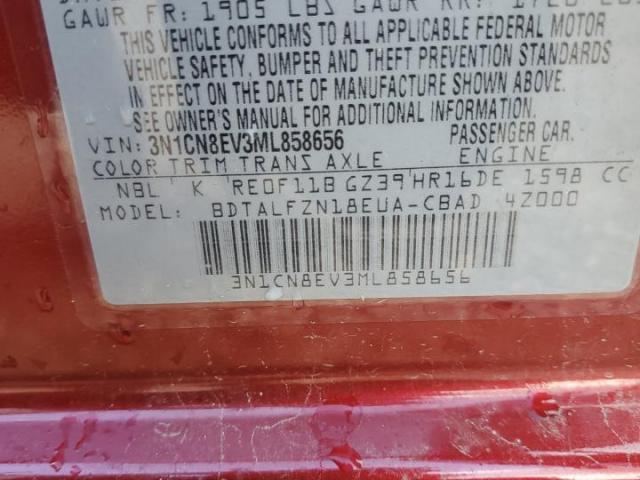 GAWR FR: 1905 LBS GAWR RR:
THIS VEHICLE CONFORMS TO ALL APPLICABLE FEDERAL MOTOR
VEHICLE SAFETY, BUMPER AND THEFT PREVENTION STANDARDS
IN EFFECT ON THE DATE OF MANUFACTURE SHOWN ABOVE.
SEE OWNER'S MANUAL FOR ADDITIONAL INFORMATION.
VIN: 3N1CN8EV3ML858656 PASSENGER CAR.
COLOR TRIM TRANS AXLE ENGINE
NBL K RE0F11B GZ39 HR16DE 1598 CC
MODEL: BDTALFZN18EUA-CBAD 4Z000
3N1CN8EV3ML858656